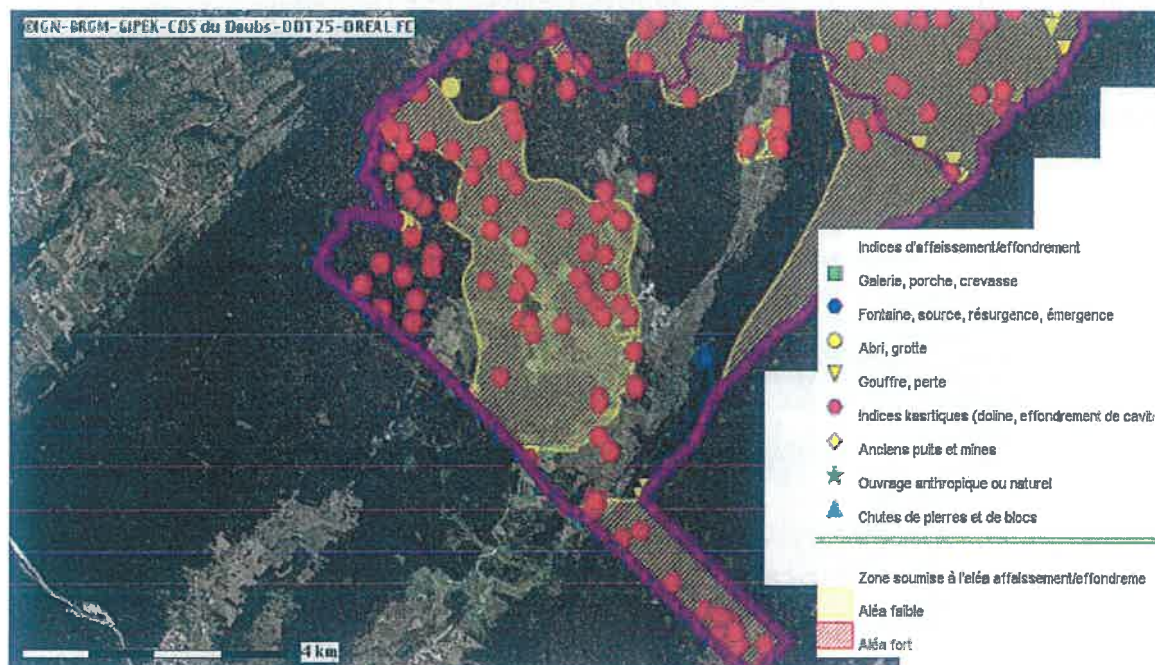 ©IGN-BRGM-GIPEK-CDS du Doubs-DDT25-DREAL FC
Indices d'affaissement/effondrement
Galerie, porche, crevasse
Fontaine, source, résurgence, émergence
Abri, grotte
Gouffre, perte
Indices kasrtiques (doline, effondrement de cavit
Anciens puits et mines
Ouvrage anthropique ou naturel
Chutes de pierres et de blocs
Zone soumise à l'aléa affaissement/effondreme
Aléa faible
Aléa fort
4 km